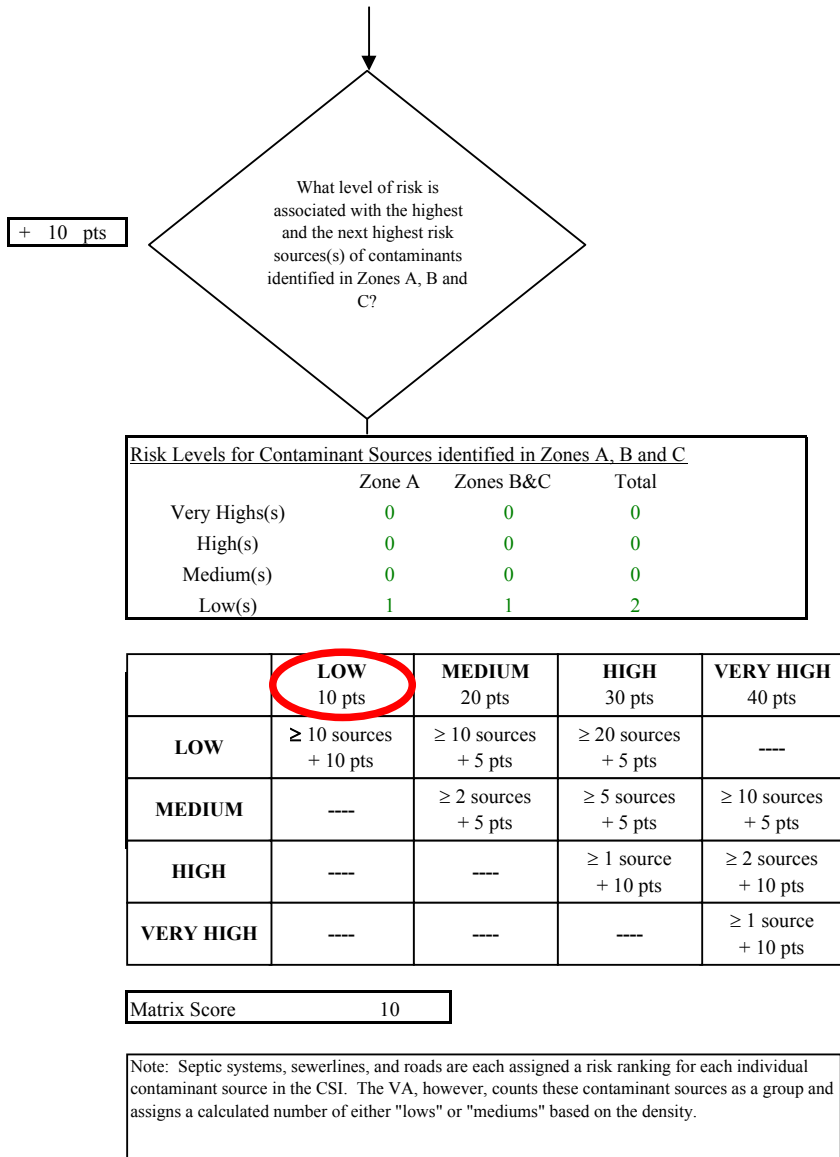 What level of risk is
associated with the highest
and the next highest risk
sources(s) of contaminants
identified in Zones A, B and
C?
+ 10 pts
Risk Levels for Contaminant Sources identified in Zones A, B and C
Zone A Zones B&C Total
Very Highs(s) 0 0 0
High(s) 0 0 0
Medium(s) 0 0 0
Low(s) 1 1 2
LOW MEDIUM HIGH VERY HIGH
10 pts 20 pts 30 pts 40 pts
LOW ≥ 10 sources ≥ 10 sources ≥ 20 sources ----
+ 10 pts + 5 pts + 5 pts
MEDIUM ---- ≥ 2 sources ≥ 5 sources ≥ 10 sources
+ 5 pts + 5 pts + 5 pts
HIGH ---- ---- ≥ 1 source ≥ 2 sources
+ 10 pts + 10 pts
VERY HIGH ---- ---- ---- ≥ 1 source
+ 10 pts
Matrix Score 10
Note: Septic systems, sewerlines, and roads are each assigned a risk ranking for each individual
contaminant source in the CSI. The VA, however, counts these contaminant sources as a group and
assigns a calculated number of either "lows" or "mediums" based on the density.